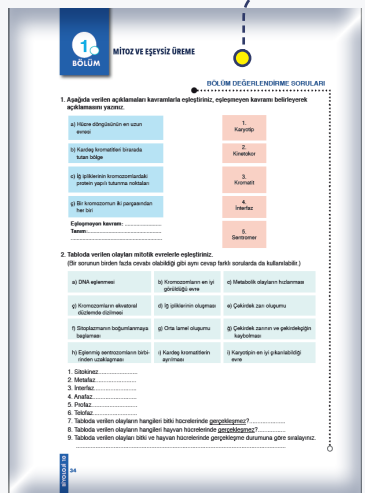 1.
BÖLÜM
MİTOZ VE EŞEYSİZ ÜREME
BÖLÜM DEĞERLENDİRME SORULARI
1. Aşağıda verilen açıklamaları kavramlarla eşleştiriniz, eşleşmeyen kavramı belirleyerek
açıklamasını yazınız.
a) Hücre döngüsünün en uzun
evresi
1.
Karyotip
b) Kardeş kromatitleri birarada
tutan bölge
2.
Kinetokor
c) İğ ipliklerinin kromozomlardaki
protein yapılı tutunma noktaları
3.
Kromatit
ç) Bir kromozomun iki parçasından
her biri
4.
İnterfaz
Eşleşmeyen kavram: ....................
Tanım:........................................
....................................................
5.
Sentromer
2. Tabloda verilen olayları mitotik evrelerle eşleştiriniz.
(Bir sorunun birden fazla cevabı olabildiği gibi aynı cevap farklı sorularda da kullanılabilir.)
a) DNA eşlenmesi
b) Kromozomların en iyi
görüldüğü evre
c) Metabolik olayların hızlanması
ç) Kromozomların ekvatoral
düzlemde dizilmesi
d) İğ ipliklerinin oluşması
e) Çekirdek zarı oluşumu
f) Sitoplazmanın boğumlanmaya
başlaması
g) Orta lamel oluşumu
ğ) Çekirdek zarının ve çekirdekçiğin
kaybolması
h) Eşlenmiş sentrozomların birbi-
rinden uzaklaşması
ı) Kardeş kromatitlerin
ayrılması
i) Karyotipin en iyi çıkarılabildiği
evre
1. Sitokinez....................
2. Metafaz....................
3. İnterfaz....................
4. Anafaz....................
5. Profaz....................
6. Telofaz....................
7. Tabloda verilen olayların hangileri bitki hücrelerinde gerçekleşmez?....................
8. Tabloda verilen olayların hangileri hayvan hücrelerinde gerçekleşmez?....................
9. Tabloda verilen olayları bitki ve hayvan hücrelerinde gerçekleşme durumuna göre sıralayınız.
....................................................................................
BİYOLOJİ 10
34